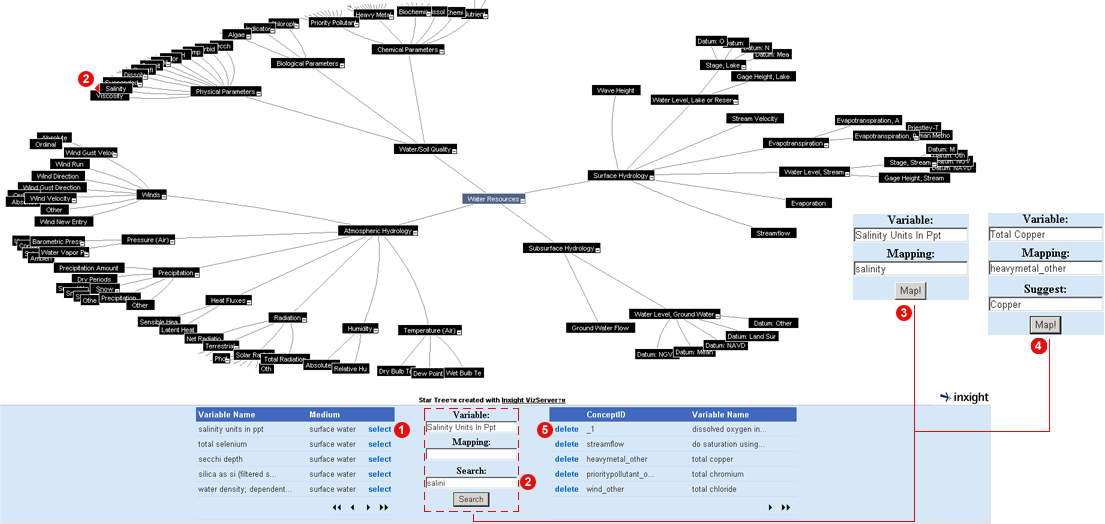 Heavy Metal
Priority Pollutan
Algae
Indicator
Chemical Parameters
Biological Parameters
Physical Parameters
2
Salinity
Viscosity
Water/Soil Quality
Datum: O
Datum:
Datum: N
Datum: Mea
Stage, Lake
Gage Height, Lake
Wave Height
Water Level, Lake or Reser
Stream Velocity
Evapotranspiration, A
Priestley-T
Evapotranspiration
Evapotranspiration,
Datum: M
Stage, Stream
Surface Hydrology
Water Level, Stream
Gage Height, Stream
Evaporation
Streamflow
Absolute
Ordinal
Wind Gust Veloc
Wind Run
Wind Direction
Wind Gust Direction
Winds
Wind Velocity
Other
Wind New Entry
Water Resources
Atmospheric Hydrology
Pressure (Air)
Barometric Press
Water Vapor P
Subsurface Hydrology
Precipitation Amount
Precipitation
Dry Periods
Snow
Othe
Precipitation
Other
Heat Fluxes
Sensible Hea
Latent Heat
Radiation
Net Radiatio
Terrestria
Solar Ra
Total Radiation
Oth
Humidity
Absolute
Relative Hu
Temperature (Air)
Dry Bulb Te
Dew Point
Wet Bulb Te
Ground Water Flow
Water Level, Ground Water
Datum: Other
Datum: Land Sur
Datum: NAVD
Datum: Mean
Datum: NGV
Variable:
Salinity Units In Ppt
Mapping:
salinity
Map!
3
Variable:
Total Copper
Mapping:
heavymetal_other
Suggest:
Copper
Map!
4
Star Tree™ created with Inxight VizServer™
inxight
Variable Name Medium
salinity units in ppt surface water select
total selenium surface water select
secchi depth surface water select
silica as si (filtered s... surface water select
water density; dependent... surface water select
1
Variable:
Salinity Units In Ppt
Mapping:
Search:
salini
2
Search
5
ConceptID Variable Name
delete _1 dissolved oxygen in...
delete streamflow do saturation using...
delete heavymetal_other total copper
delete prioritypollutant_o... total chromium
delete wind_other total chloride